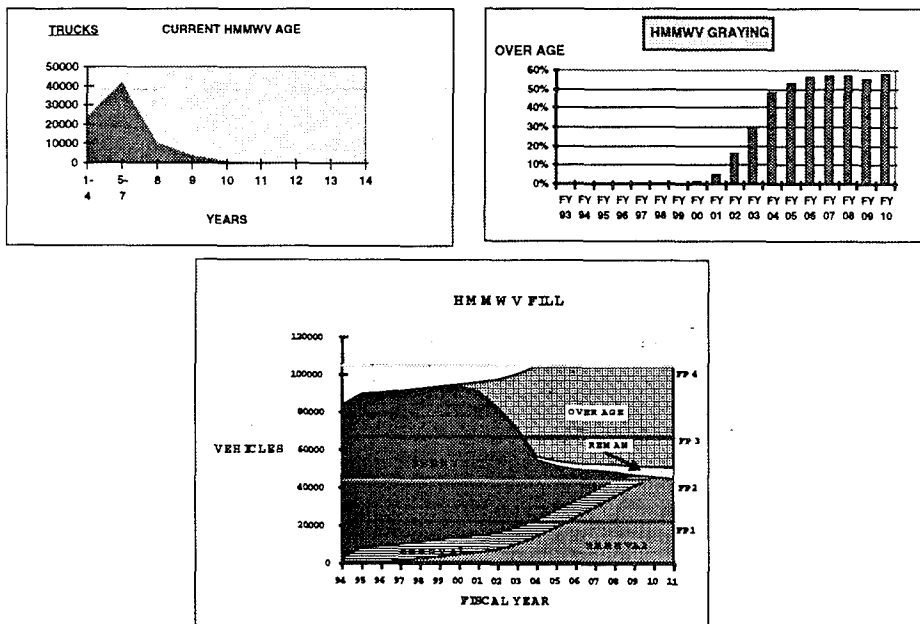 TRUCKS CURRENT HMMWV AGE
50000
40000
30000
20000
10000
0
1-4 5-7 8 9 10 11 12 13 14
YEARS
HMMWV GRAYING
OVER AGE
60%
50%
40%
30%
20%
10%
0%
FY FY FY FY FY FY FY FY FY FY FY FY FY FY FY FY FY FY
93 94 95 96 97 98 99 00 01 02 03 04 05 06 07 08 09 10
HMMWV FILL
120000
100000
80000
60000
40000
20000
0
VEHICLES
FP 4
OVER AGE
FP 3
REMAN
FP2
FP1
94 95 96 97 98 99 00 01 02 03 04 05 06 07 08 09 10 11
FISCAL YEAR